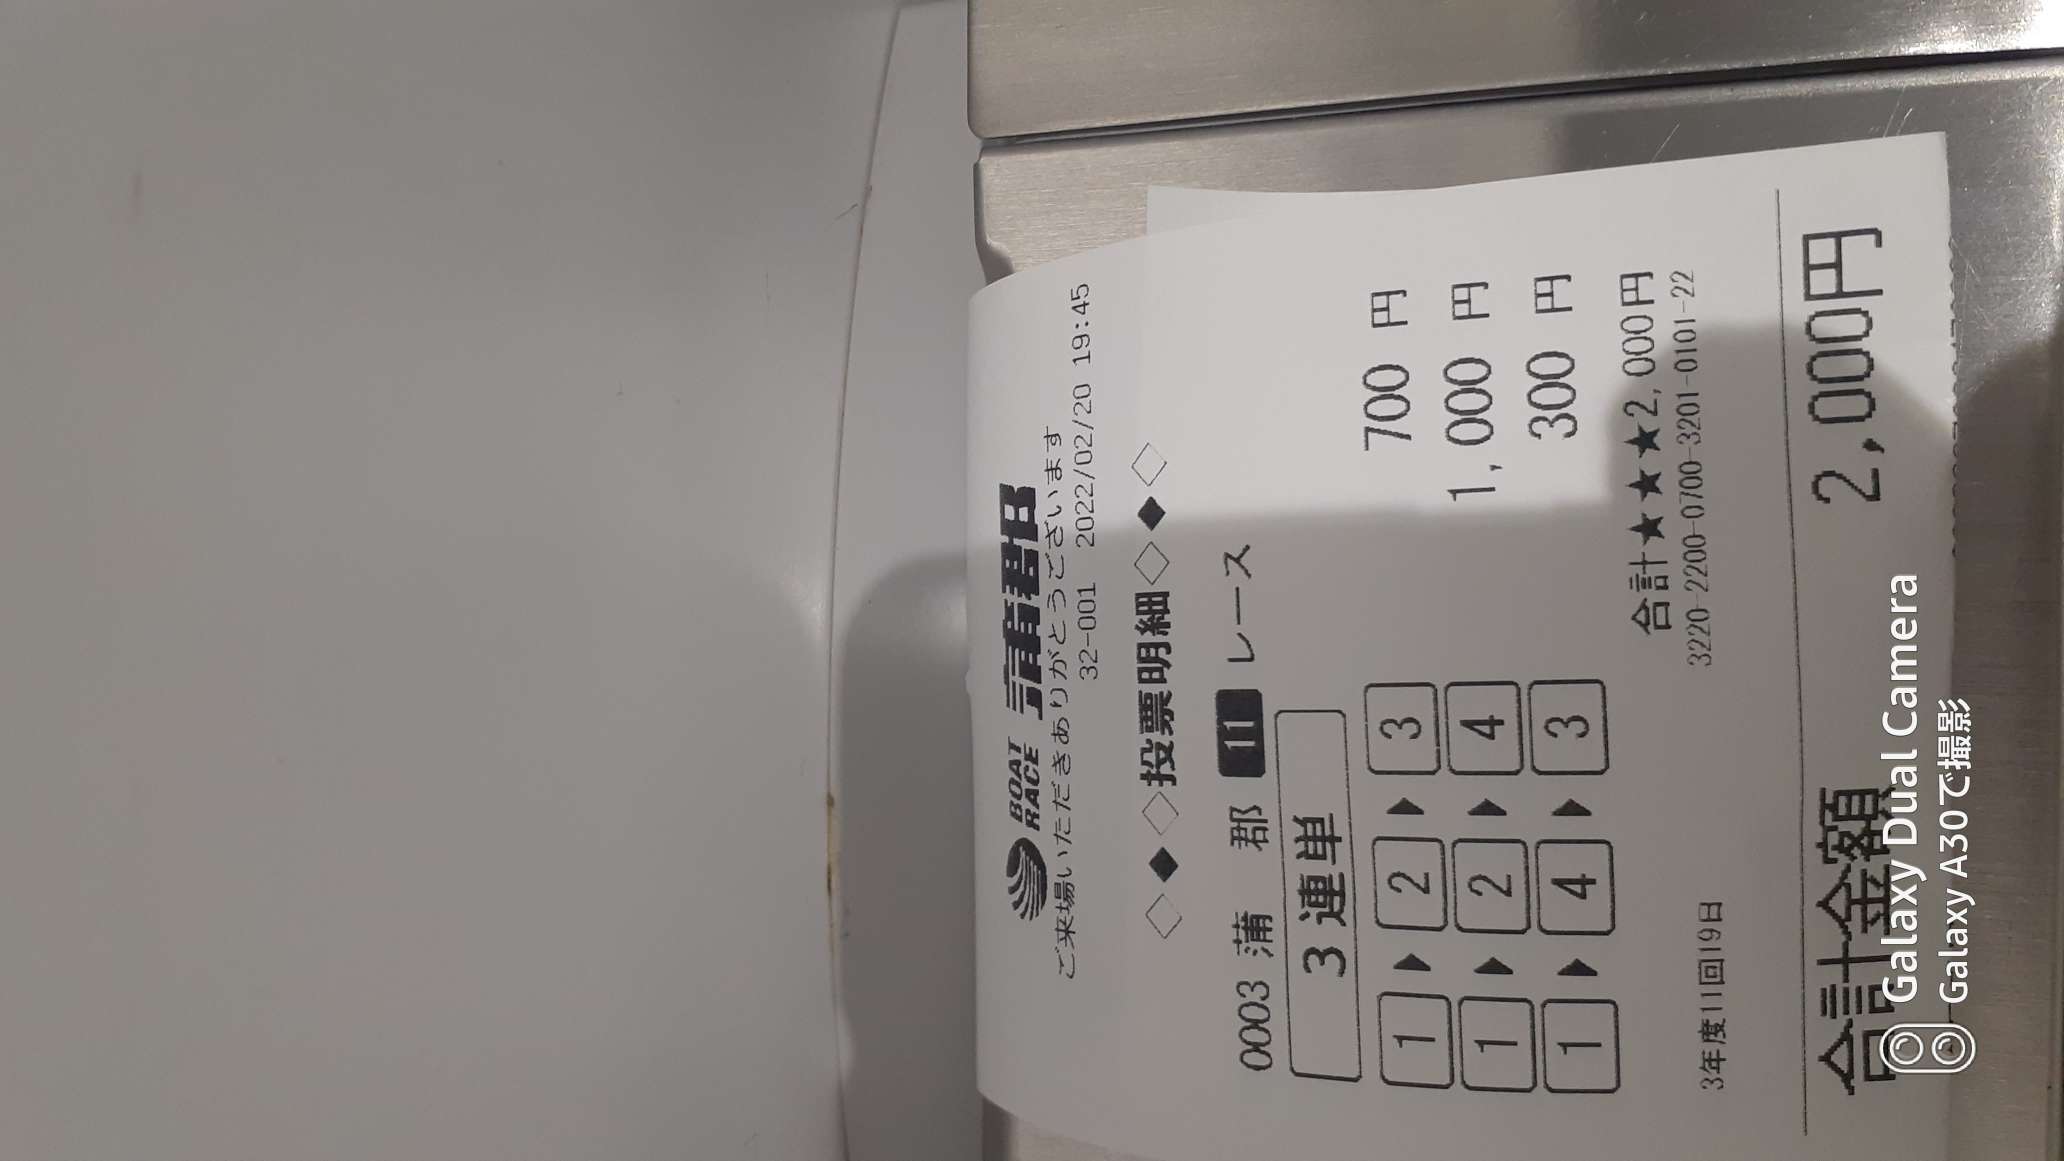 BOAT RACE 蒲郡
ご来場いただきありがとうございます
32-001 2022/02/20 19:45
◇◆◇投票明細◇◆◇
0003 蒲 郡 11 レース
3連単
1▶2▶3 700 円
1▶2▶4 1,000 円
1▶4▶3 300 円
合計★★★★2,000円
3220-2200-0700-3201-0101-22
3年度11回19日
合計金額 2,000円
Galaxy Dual Camera
Galaxy A30で撮影